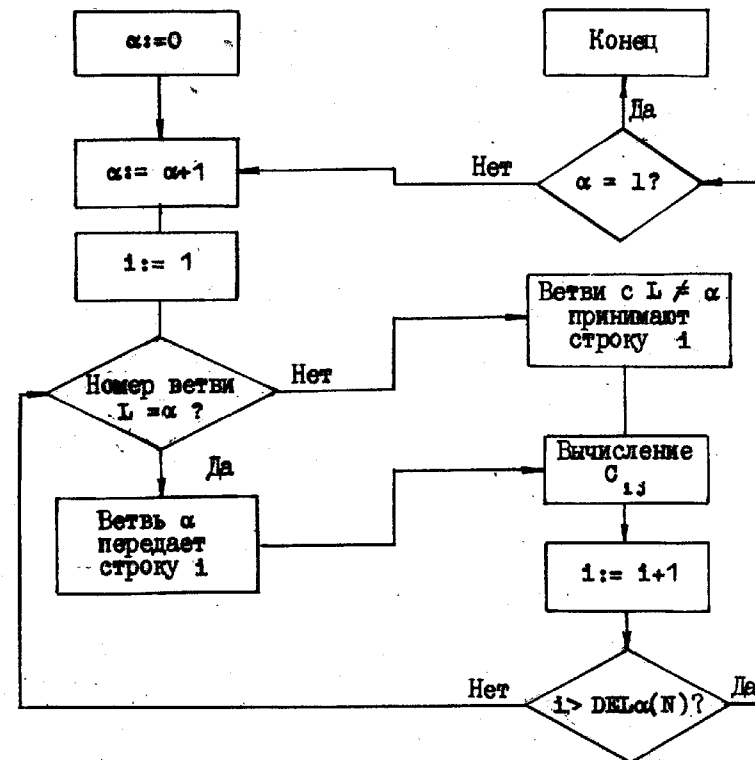 α:=0
Конец
Да
α:= α+1
Нет
α = l?
i:= 1
Ветви с L ≠ α
принимают
строку i
Номер ветви
L =α ?
Нет
Да
Вычисление
C ij
Ветвь α
передает
строку i
i:= i+1
Нет
i> DELα(N)?
Да